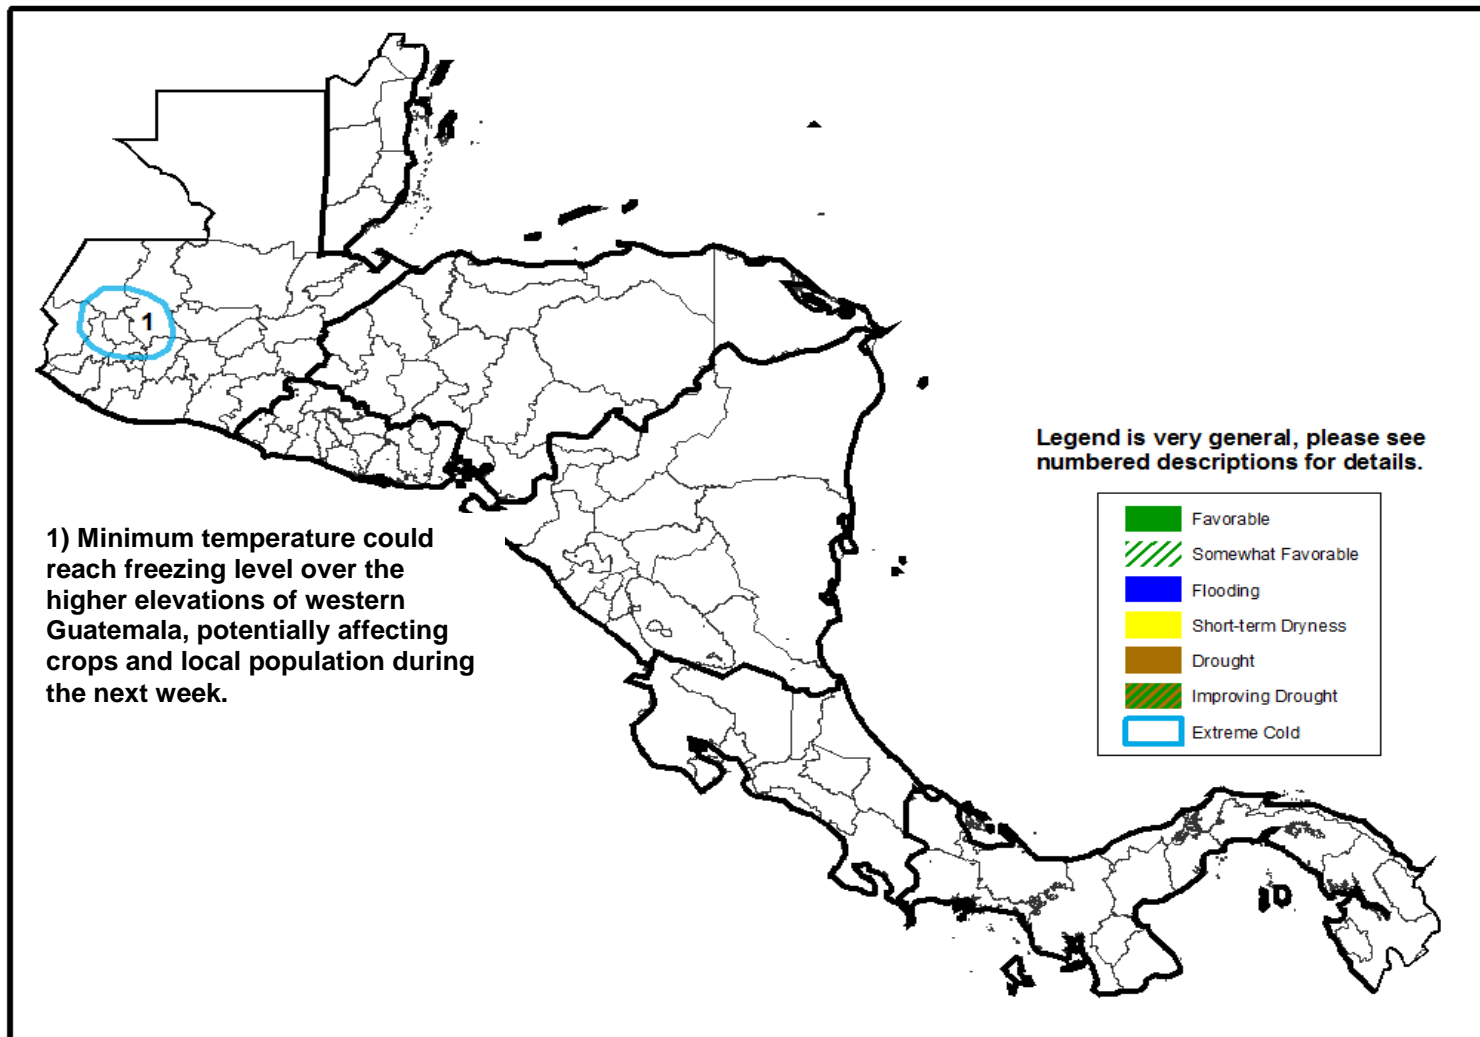 1
Legend is very general, please see
numbered descriptions for details.
Favorable
Somewhat Favorable
Flooding
Short-term Dryness
Drought
Improving Drought
Extreme Cold
1) Minimum temperature could
reach freezing level over the
higher elevations of western
Guatemala, potentially affecting
crops and local population during
the next week.